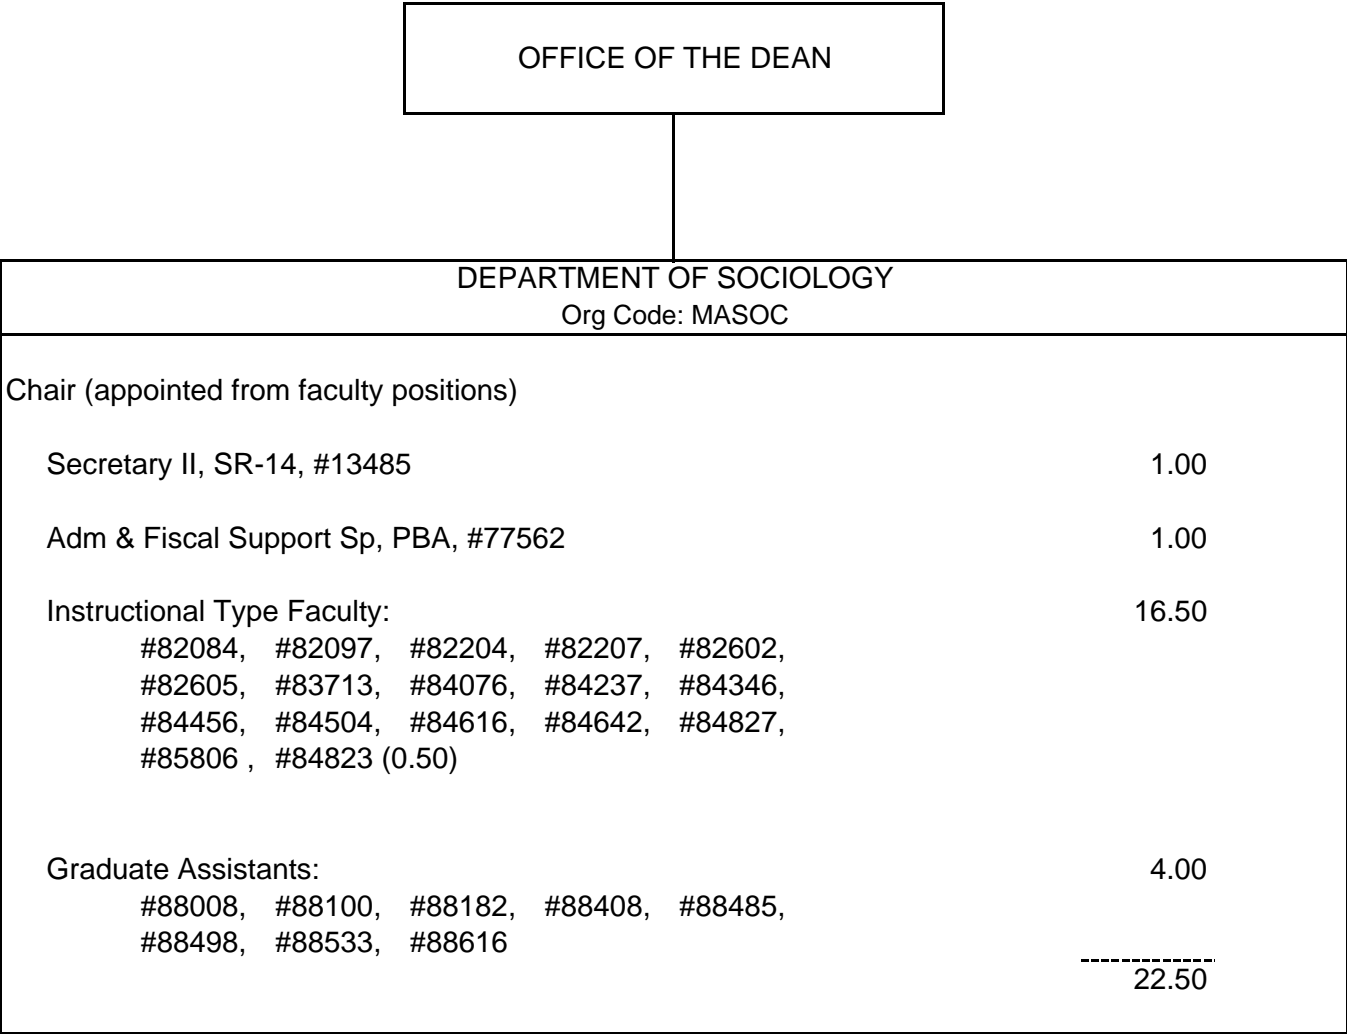 OFFICE OF THE DEAN
DEPARTMENT OF SOCIOLOGY
Org Code: MASOC
Chair (appointed from faculty positions)
Secretary II, SR-14, #13485 1.00
Adm & Fiscal Support Sp, PBA, #77562 1.00
Instructional Type Faculty: 16.50
#82084, #82097, #82204, #82207, #82602,
#82605, #83713, #84076, #84237, #84346,
#84456, #84504, #84616, #84642, #84827,
#85806 , #84823 (0.50)
Graduate Assistants: 4.00
#88008, #88100, #88182, #88408, #88485,
#88498, #88533, #88616
22.50